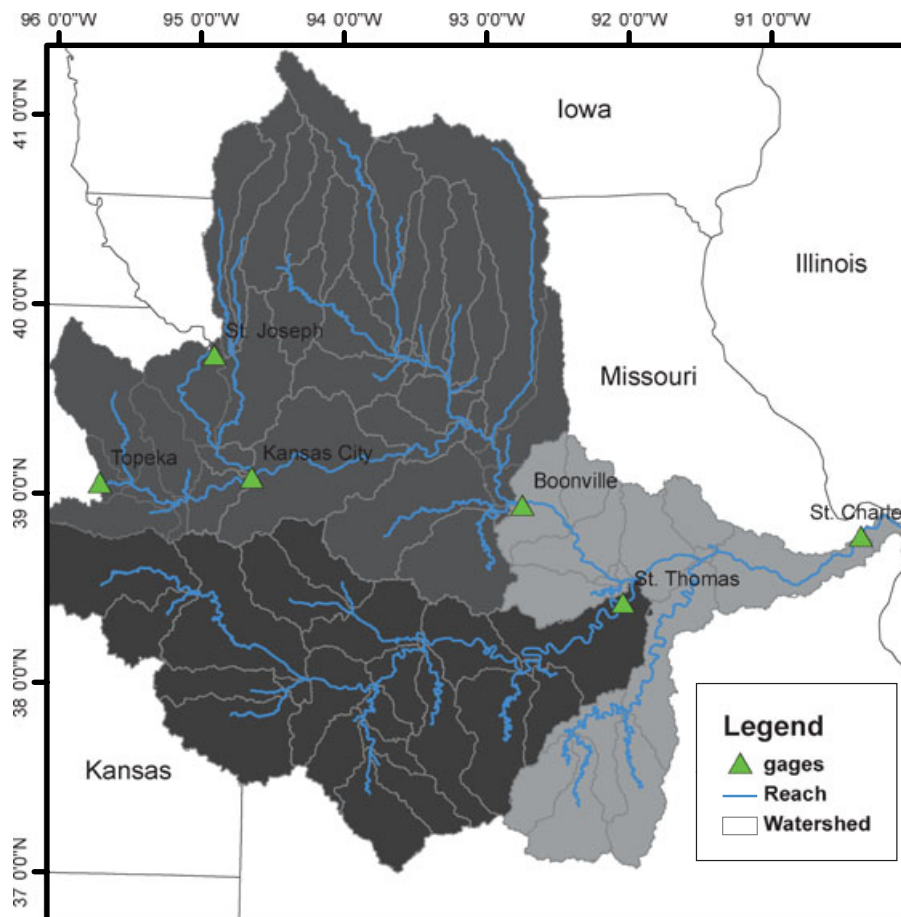 96 0'0"W 95 0'0"W 94 0'0"W 93 0'0"W 92 0'0"W 91 0'0"W
41 0'0"N
40 0'0"N
39 0'0"N
38 0'0"N
37 0'0"N
Iowa
Illinois
St. Joseph
Missouri
Topeka
Kansas City
Boonville
St. Charle
St. Thomas
Kansas
Legend
gages
Reach
Watershed